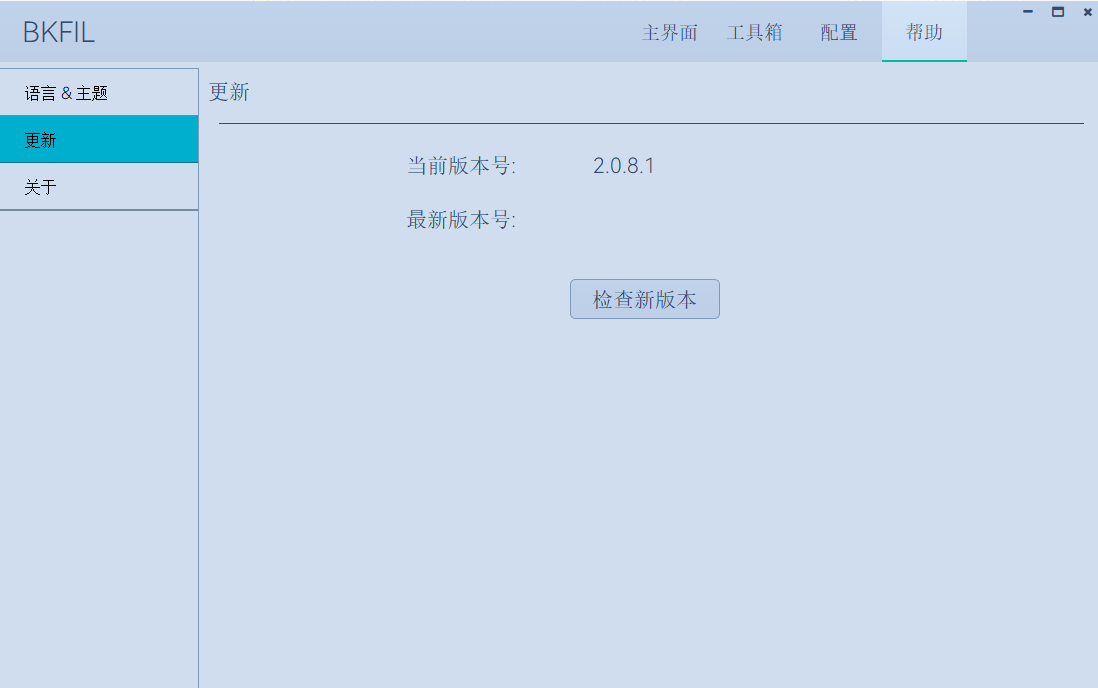 BKFIL
主界面 工具箱 配置 帮助
语言 & 主题
更新
关于
更新
当前版本号: 2.0.8.1
最新版本号:
检查新版本